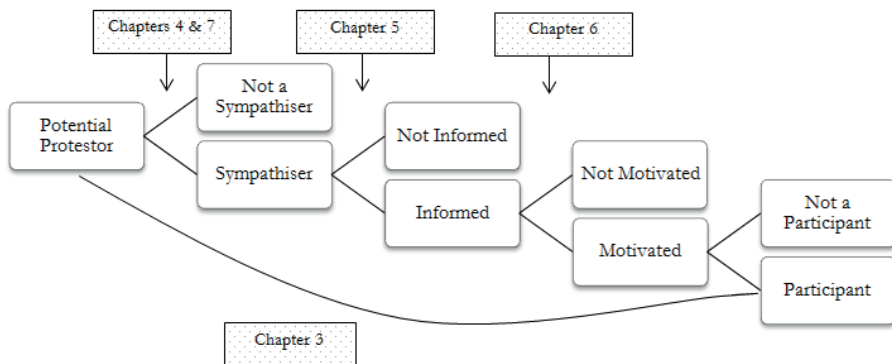 Chapters 4 & 7
Chapter 5
Chapter 6
Not a
Sympathiser
Potential
Protestor
Sympathiser
Not Informed
Informed
Not Motivated
Motivated
Not a
Participant
Participant
Chapter 3